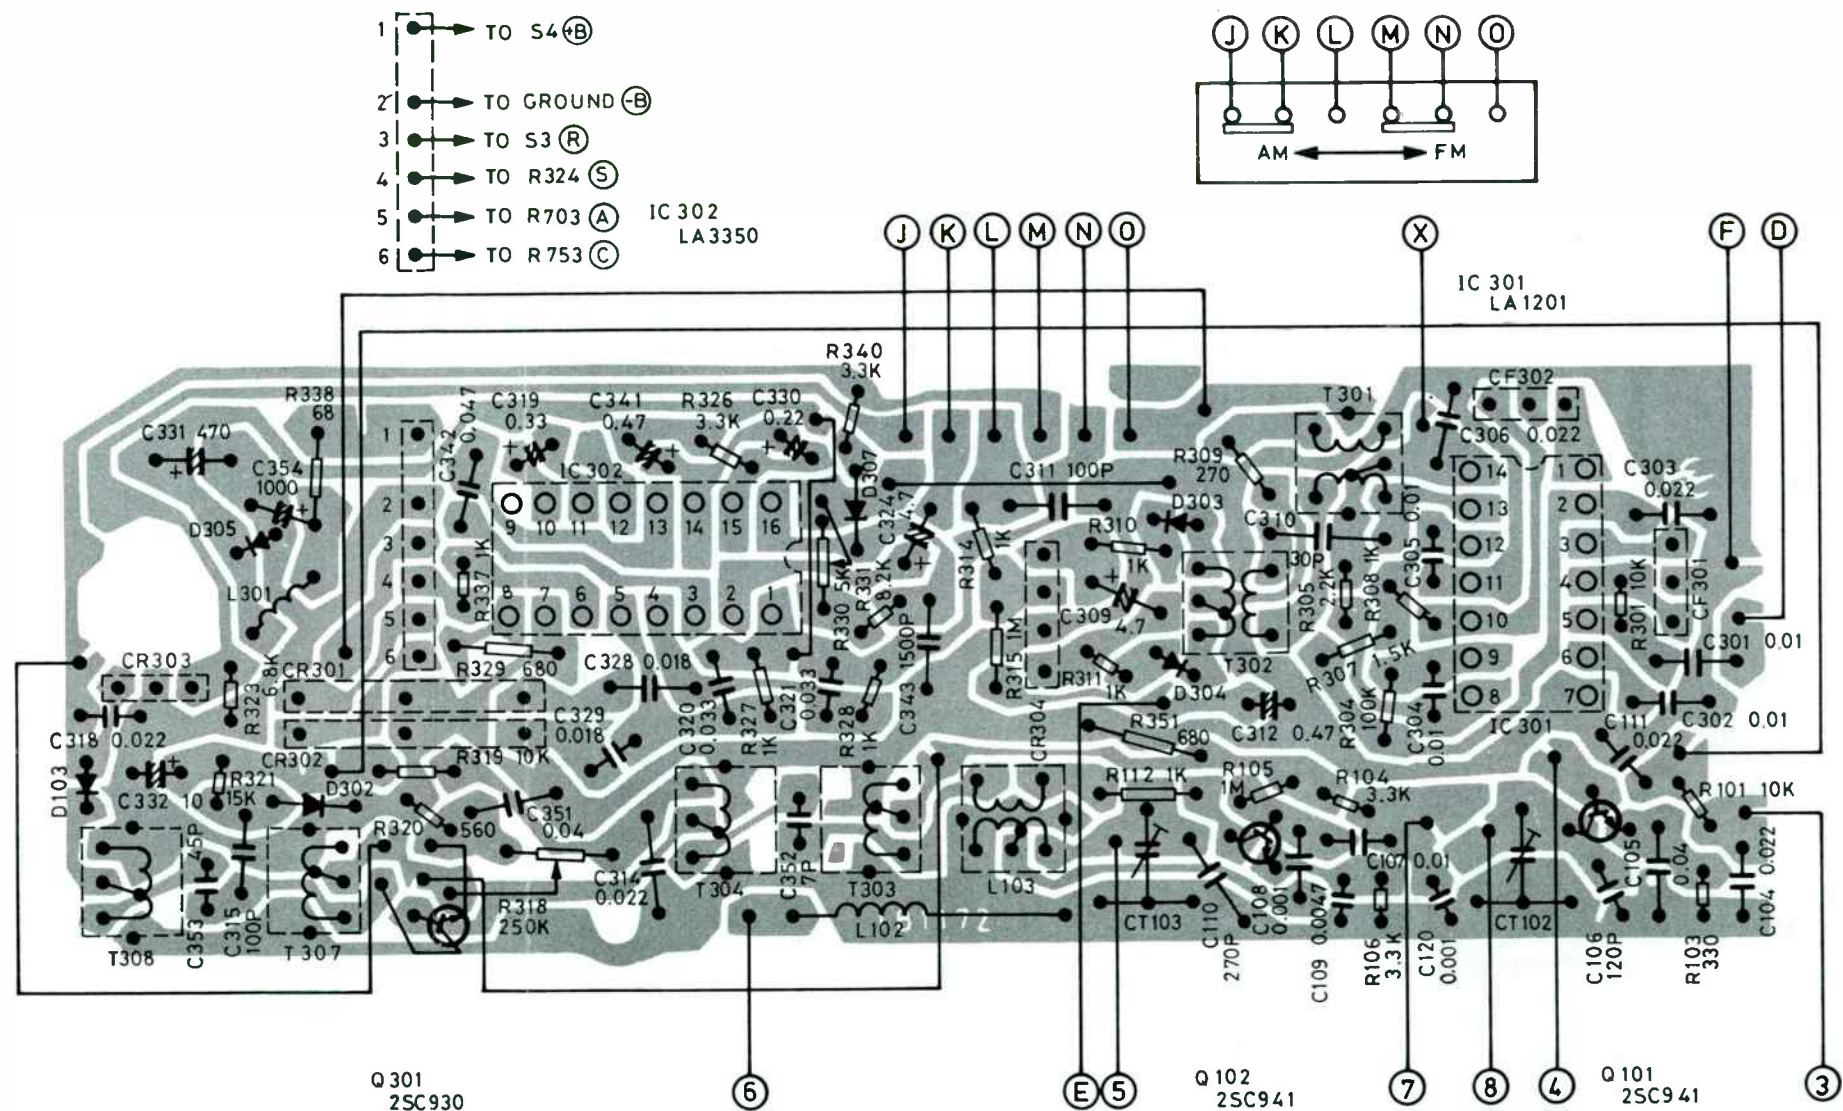 1 TO S4 +B
2 TO GROUND -B
3 TO S3 R
4 TO R324 S
5 TO R703 A
6 TO R753 C
J K L M N O
AM FM
IC 302
LA3350
J K L M N O X F D
IC 301
LA1201
R340
3.3K
R338
68
C331 470
C354
1000
D305
L301
C342
0.047
C319
0.33
C341
0.47
R326
3.3K
C330
0.22
IC302
1
2
3
4
5
6
9 10 11 12 13 14 15 16
8 7 6 5 4 3 2 1
R337 1K
D307
C324
4.7
5K
R331
8.2K
R330
R314
1K
C311 100P
R309
270
D303
R310
1K
C310
30P
T301
C306 0.022
CF302
0.01
C305
R308 1K
R305
2.2K
14
13
12
11
10
9
8
1
2
3
4
5
6
7
C303
0.022
R301 10K
CF301
C301 0.01
C302 0.01
IC301
C111
0.022
CR303
6.8K
R323
CR301
R329 680
C328 0.018
C329
0.018
CR302
R319 10K
C320
0.033
R327
1K
C321
0.033
R328
1K
C343
1500P
R315 1M
C309
4.7
R311
1K
D304
T302
R307
1.5K
R304
100K
C304
0.01
CR304
R351
680
C312 0.47
C318 0.022
D103
C332 10
R321
15K
D302
R320
560
C351
0.04
R112 1K
R105
1M
R104
3.3K
R101 10K
45P
C353
C315
100P
T308
T307
R318
250K
C314
0.022
T304
C352
7P
T303
L103
L102
CT103
C110
270P
C108
0.001
C109 0.0047
C107 0.01
R106
3.3K
C120
0.001
CT102
C106
120P
C105
0.04
R103
330
C104 0.022
Q301
2SC930
6
E
5
Q102
2SC941
7
8
4
Q101
2SC941
3